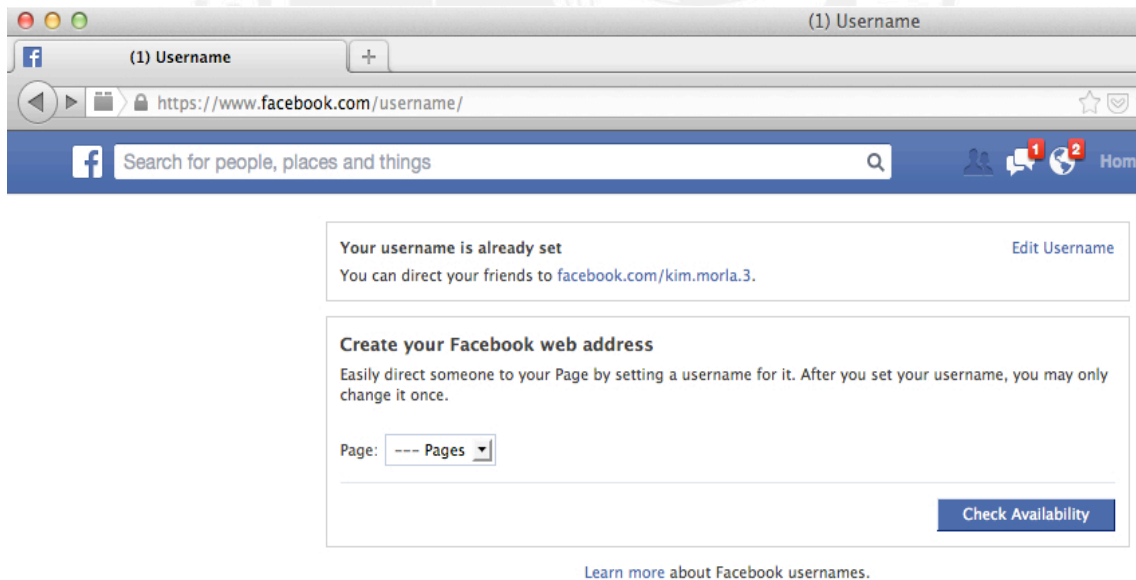 (1) Username
(1) Username
https://www.facebook.com/username/
Search for people, places and things
1
2
Hom
Your username is already set
Edit Username
You can direct your friends to facebook.com/kim.morla.3.
Create your Facebook web address
Easily direct someone to your Page by setting a username for it. After you set your username, you may only
change it once.
Page: --- Pages
Check Availability
Learn more about Facebook usernames.